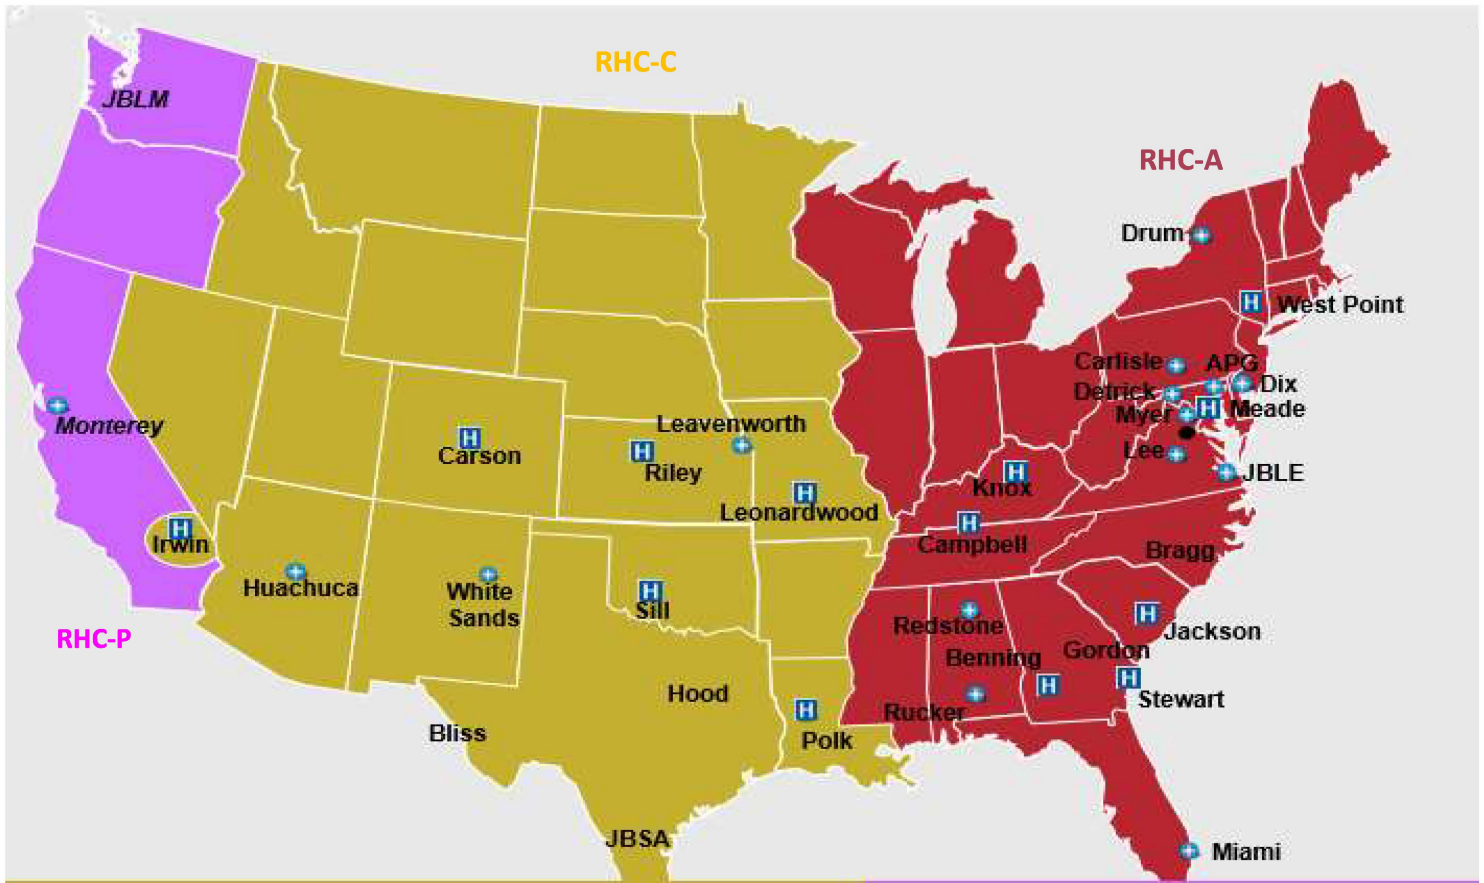 RHC-C
JBLM
RHC-A
Drum
H
West Point
Carlisle
APG
Detrick
Dix
Myer
H
Meade
Monterey
Leavenworth
H
Carson
H
Riley
Lee
JBLE
H
Knox
H
Leonardwood
H
Irwin
H
Campbell
Bragg
Huachuca
White
Sands
H
Sill
Redstone
H
Jackson
RHC-P
Benning
Gordon
H
H
Stewart
Hood
Rucker
H
Polk
Bliss
JBSA
Miami